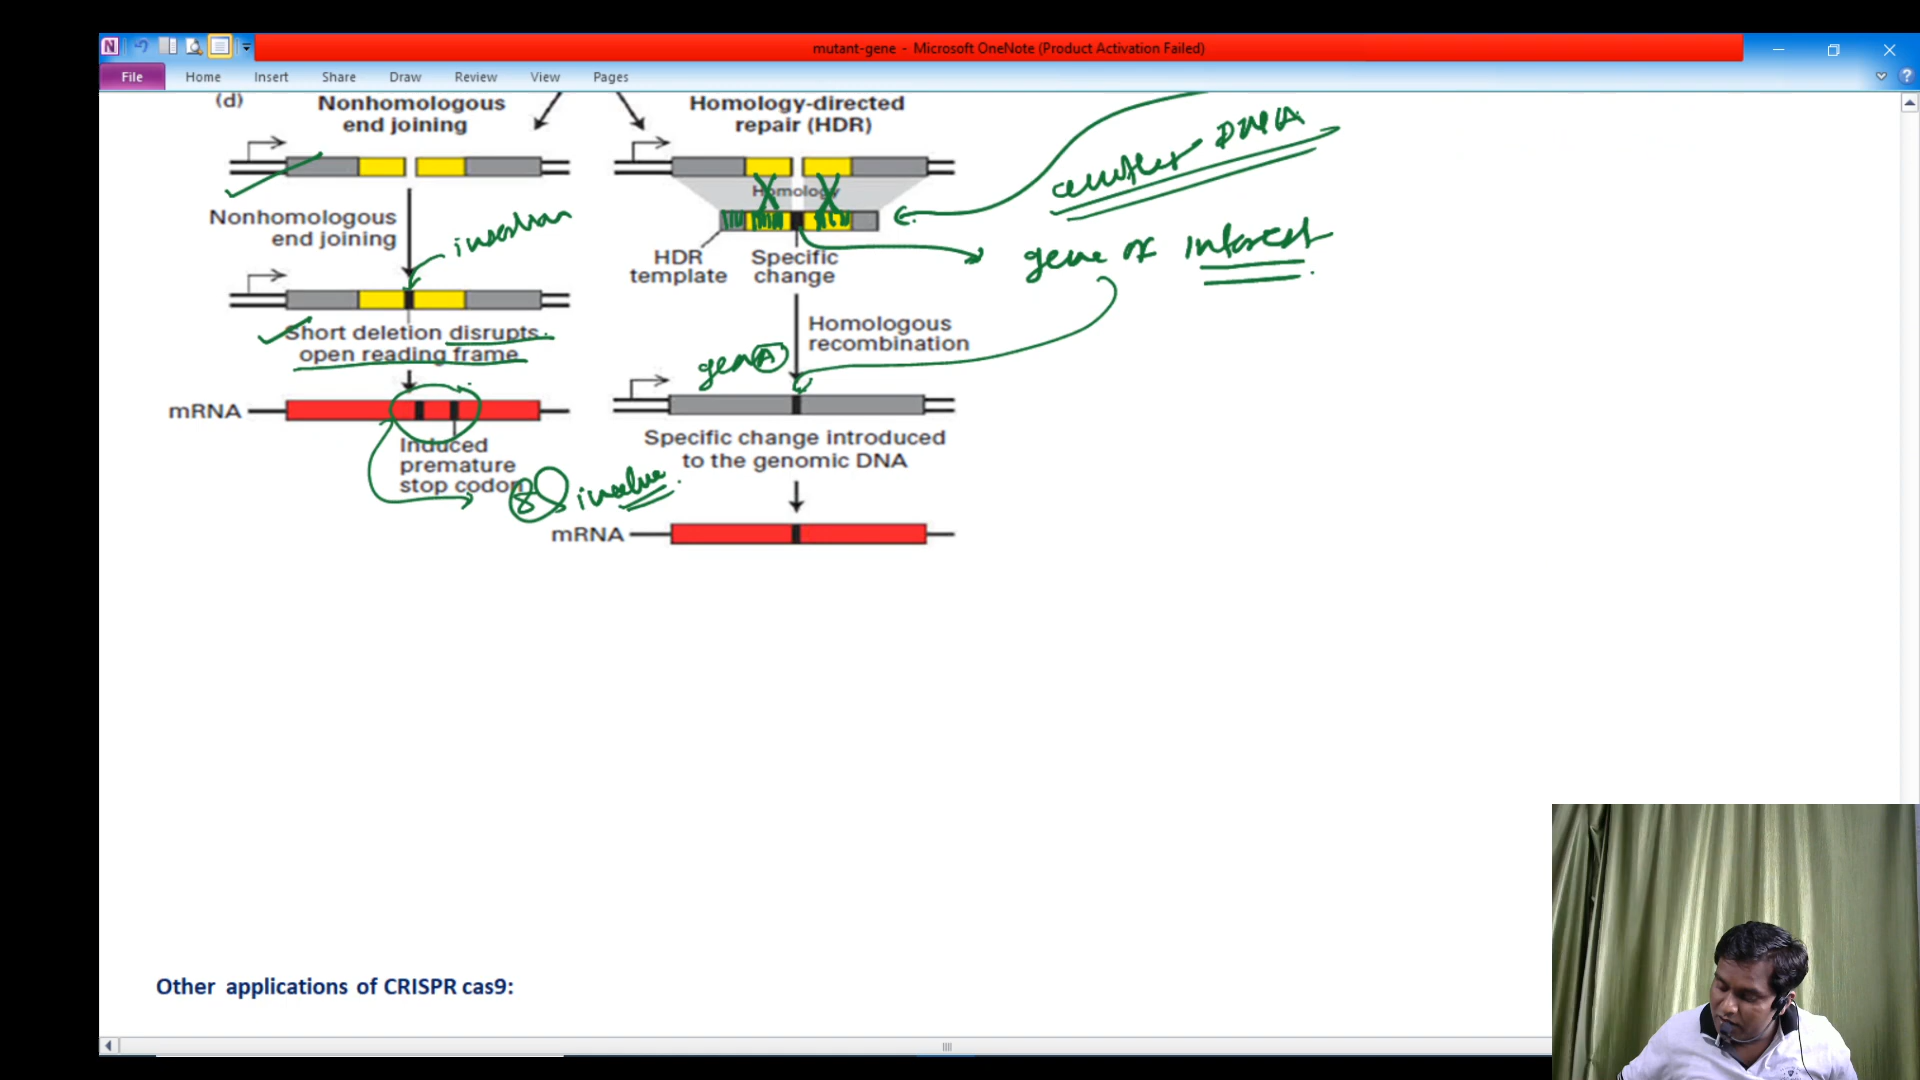 mutant-gene - Microsoft OneNote (Product Activation Failed)
File Home Insert Share Draw Review View Pages
(d) Nonhomologous
end joining
Homology-directed
repair (HDR)
another DNA
Homology
Nonhomologous
end joining
insertion
gene of interest
HDR
template
Specific
change
Short deletion disrupts
open reading frame
Homologous
recombination
gen A
mRNA
Induced
premature
stop codon
Specific change introduced
to the genomic DNA
mRNA
Other applications of CRISPR cas9: